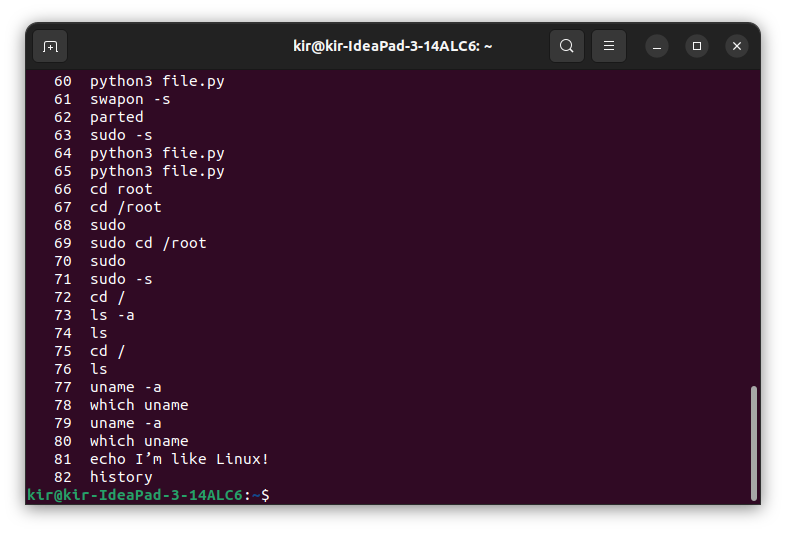 kir@kir-IdeaPad-3-14ALC6: ~
60 python3 file.py
61 swapon -s
62 parted
63 sudo -s
64 python3 fiie.py
65 python3 file.py
66 cd root
67 cd /root
68 sudo
69 sudo cd /root
70 sudo
71 sudo -s
72 cd /
73 ls -a
74 ls
75 cd /
76 ls
77 uname -a
78 which uname
79 uname -a
80 which uname
81 echo I’m like Linux!
82 history
kir@kir-IdeaPad-3-14ALC6:~$